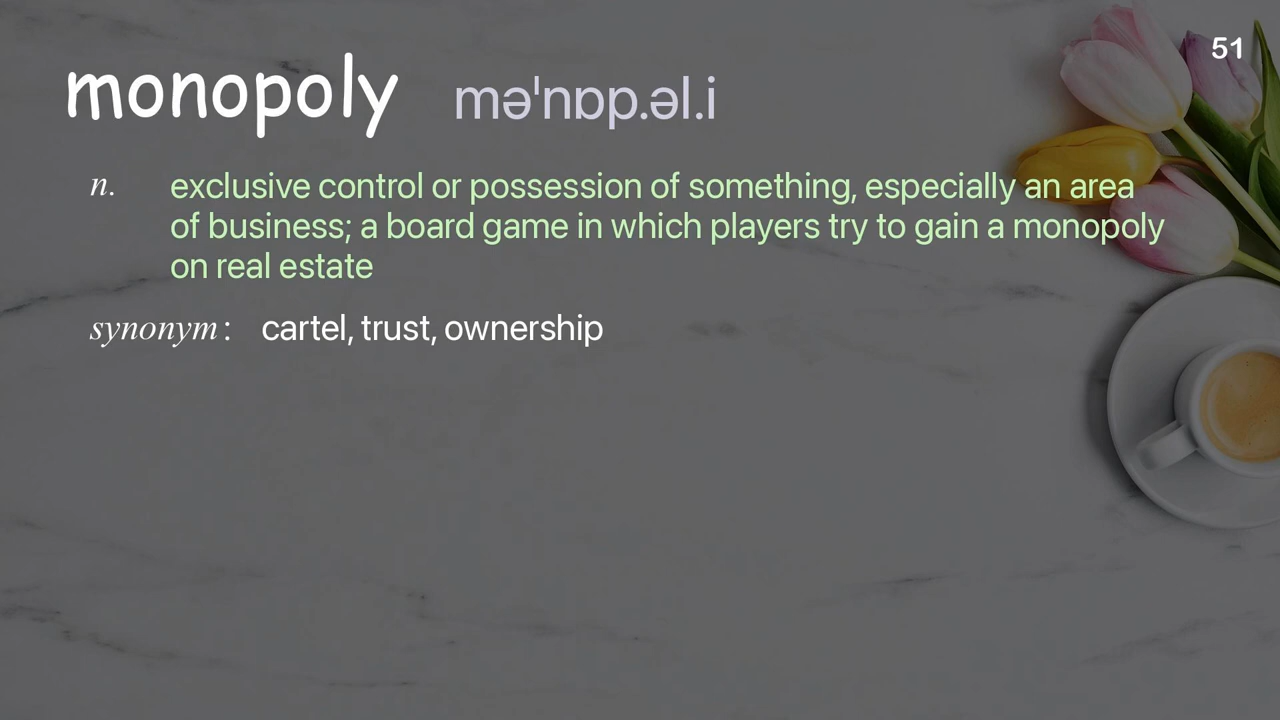 51
monopoly məˈnɒp.əl.i
n. exclusive control or possession of something, especially an area
of business; a board game in which players try to gain a monopoly
on real estate
synonym: cartel, trust, ownership